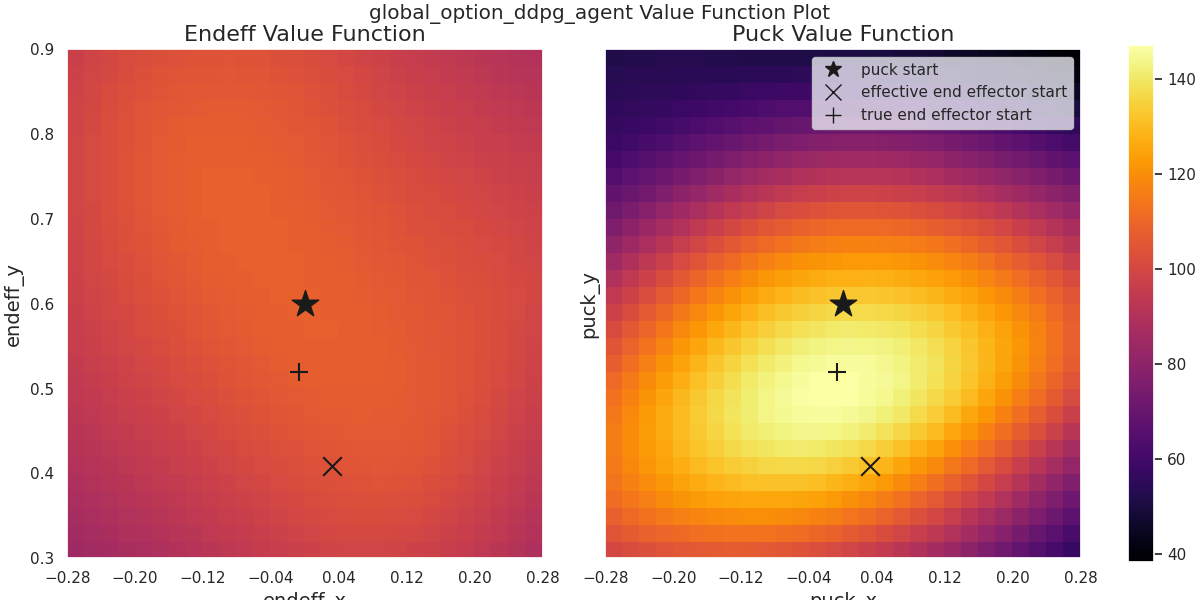 global_option_ddpg_agent Value Function Plot
Endeff Value Function
Puck Value Function
puck start
effective end effector start
true end effector start
endeff_y
0.9
0.8
0.7
0.6
0.5
0.4
0.3
−0.28 −0.20 −0.12 −0.04 0.04 0.12 0.20 0.28
endeff_x
puck_y
−0.28 −0.20 −0.12 −0.04 0.04 0.12 0.20 0.28
puck_x
140
120
100
80
60
40